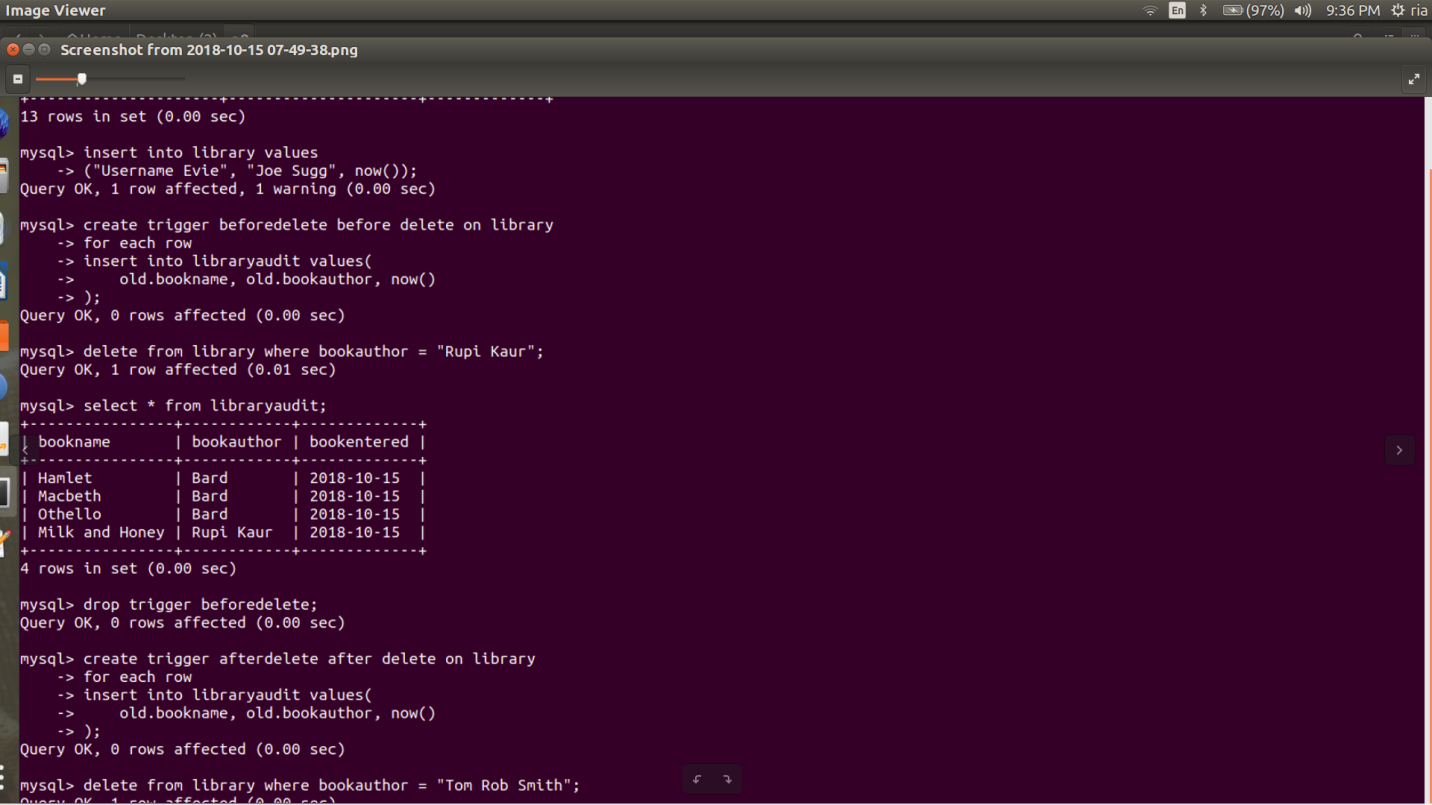 Image Viewer
En (97%) 9:36 PM ria
Screenshot from 2018-10-15 07-49-38.png
+---------------------+---------------------+-------------+
13 rows in set (0.00 sec)
mysql> insert into library values
    -> ("Username Evie", "Joe Sugg", now());
Query OK, 1 row affected, 1 warning (0.00 sec)
mysql> create trigger beforedelete before delete on library
    -> for each row
    -> insert into libraryaudit values(
    ->     old.bookname, old.bookauthor, now()
    -> );
Query OK, 0 rows affected (0.00 sec)
mysql> delete from library where bookauthor = "Rupi Kaur";
Query OK, 1 row affected (0.01 sec)
mysql> select * from libraryaudit;
+----------------+------------+-------------+
| bookname       | bookauthor | bookentered |
+----------------+------------+-------------+
| Hamlet         | Bard       | 2018-10-15  |
| Macbeth        | Bard       | 2018-10-15  |
| Othello        | Bard       | 2018-10-15  |
| Milk and Honey | Rupi Kaur  | 2018-10-15  |
+----------------+------------+-------------+
4 rows in set (0.00 sec)
mysql> drop trigger beforedelete;
Query OK, 0 rows affected (0.00 sec)
mysql> create trigger afterdelete after delete on library
    -> for each row
    -> insert into libraryaudit values(
    ->     old.bookname, old.bookauthor, now()
    -> );
Query OK, 0 rows affected (0.00 sec)
mysql> delete from library where bookauthor = "Tom Rob Smith";
Query OK, 1 row affected (0.00 sec)